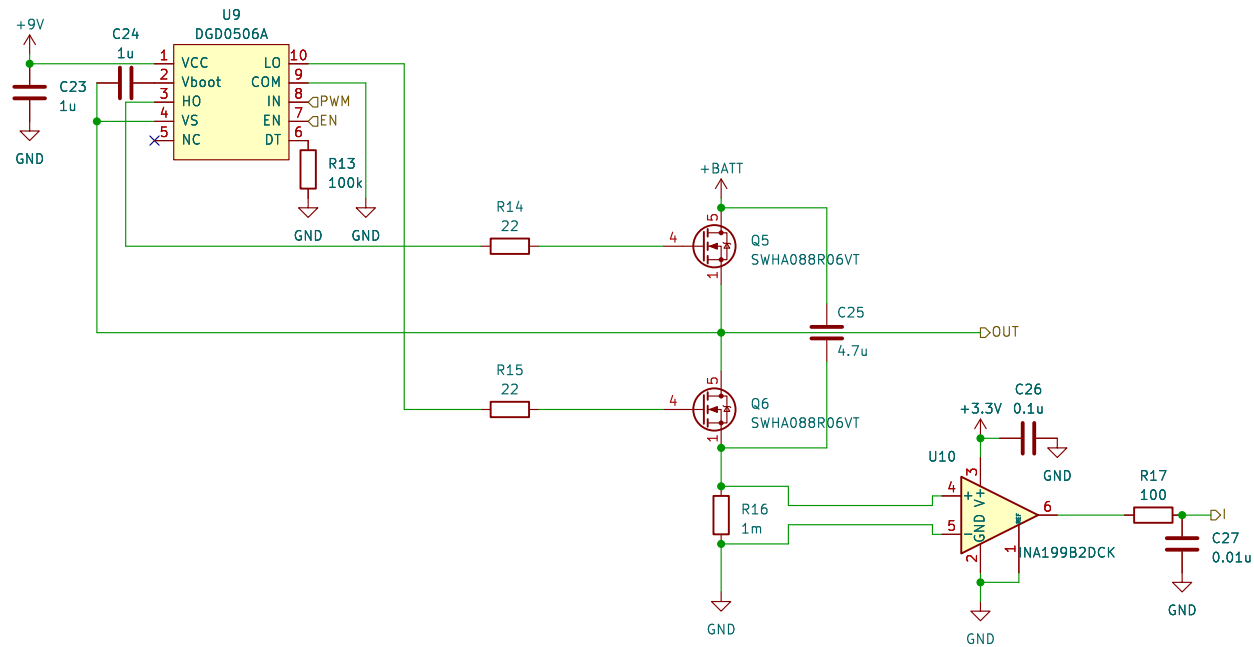 +9V
C24
1u
U9
DGD0506A
C23
1u
GND
1 VCC
2 Vboot
3 HO
4 VS
5 NC
LO 10
COM 9
IN 8 PWM
EN 7 EN
DT 6
R13
100k
GND
GND
R14
22
+BATT
5
4
1
Q5
SWHA088R06VT
C25
4.7u
OUT
R15
22
5
4
1
Q6
SWHA088R06VT
R16
1m
GND
C26
0.1u
+3.3V
GND
U10
3
V+
4 +
5 -
GND
2
REF
1
6
INA199B2DCK
GND
R17
100
I
C27
0.01u
GND